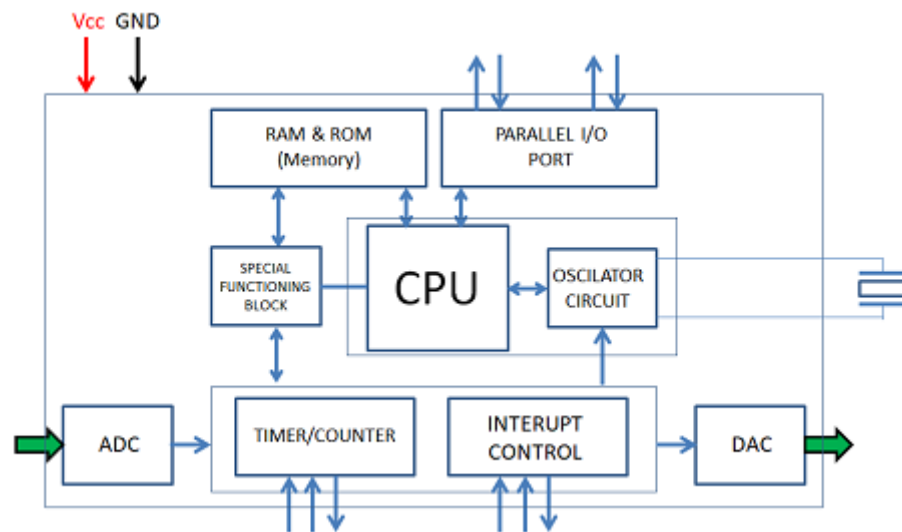 Vcc GND
RAM & ROM
(Memory)
PARALLEL I/O
PORT
SPECIAL
FUNCTIONING
BLOCK
CPU
OSCILATOR
CIRCUIT
ADC
TIMER/COUNTER
INTERUPT
CONTROL
DAC